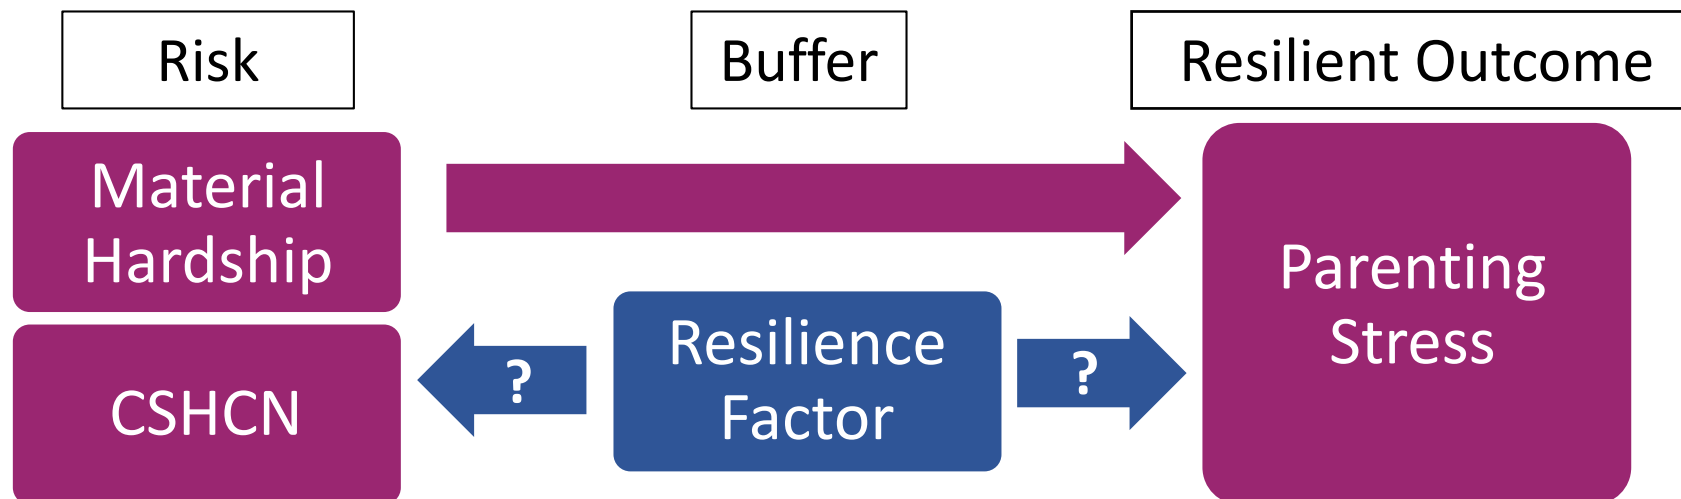 Risk
Buffer
Resilient Outcome
Material
Hardship
CSHCN
?
Resilience
Factor
?
Parenting
Stress